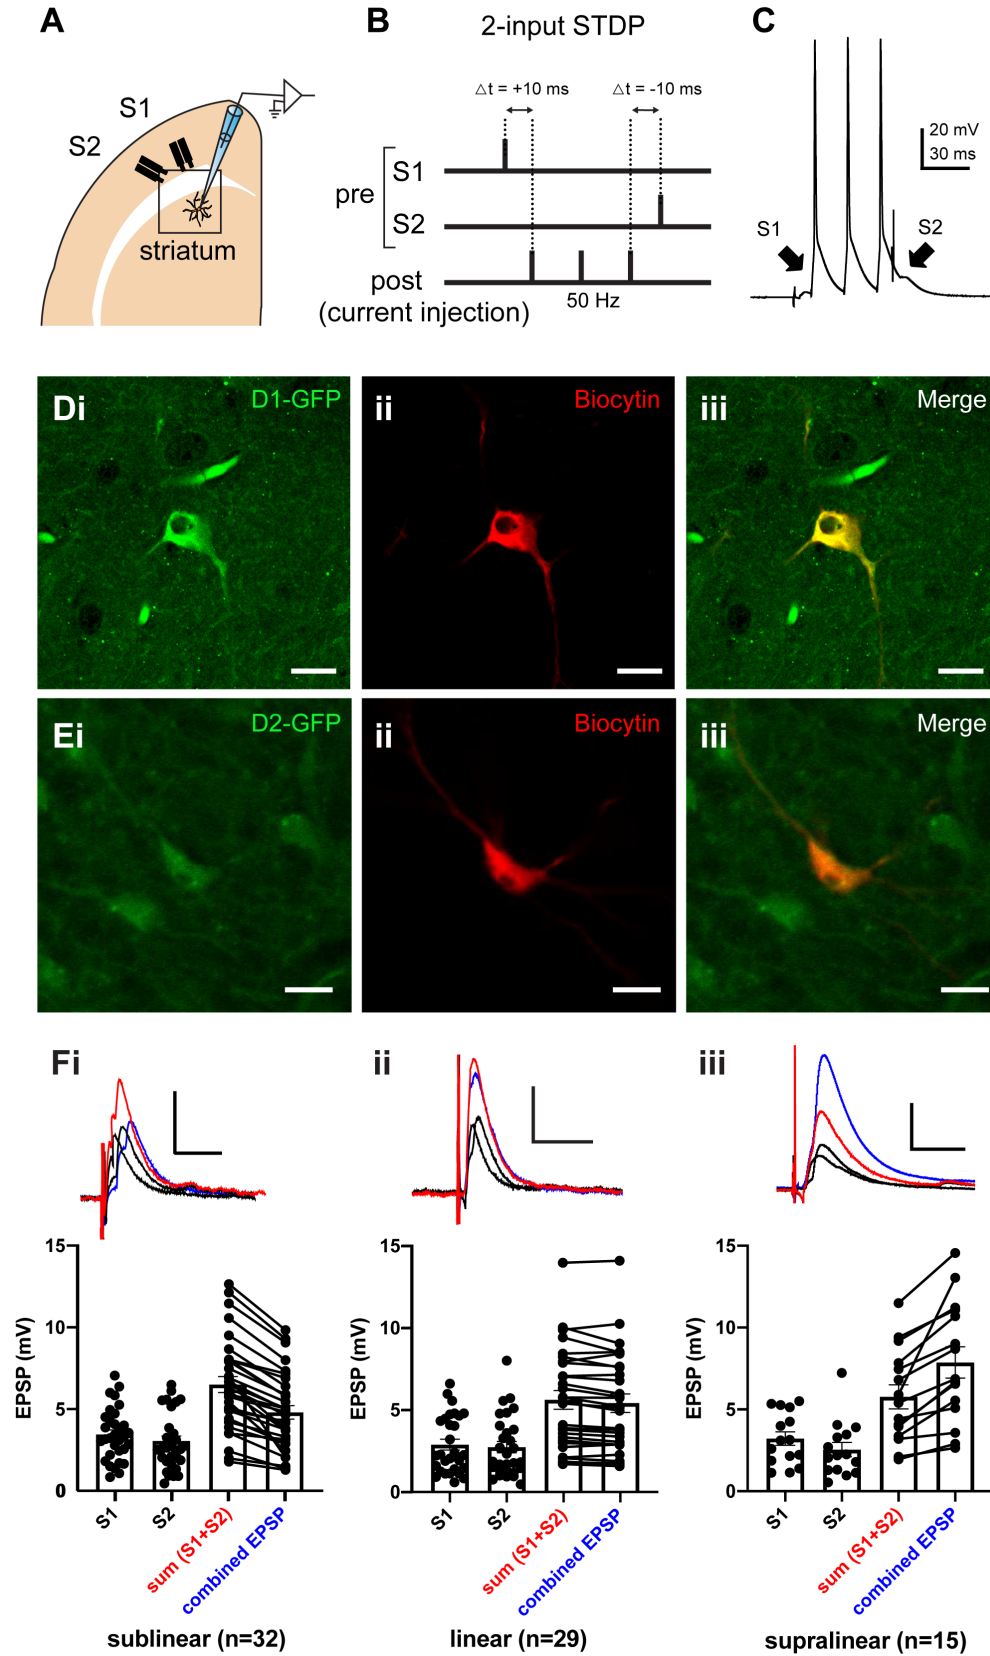 A
S1
S2
striatum
B
2-input STDP
△t = +10 ms
△t = -10 ms
pre
S1
S2
post
(current injection)
50 Hz
C
20 mV
30 ms
S1
S2
Di
D1-GFP
ii
Biocytin
iii
Merge
Ei
D2-GFP
ii
Biocytin
iii
Merge
Fi
15
10
5
0
EPSP (mV)
S1
S2
sum (S1+S2)
combined EPSP
sublinear (n=32)
ii
15
10
5
0
EPSP (mV)
S1
S2
sum (S1+S2)
combined EPSP
linear (n=29)
iii
15
10
5
0
EPSP (mV)
S1
S2
sum (S1+S2)
combined EPSP
supralinear (n=15)